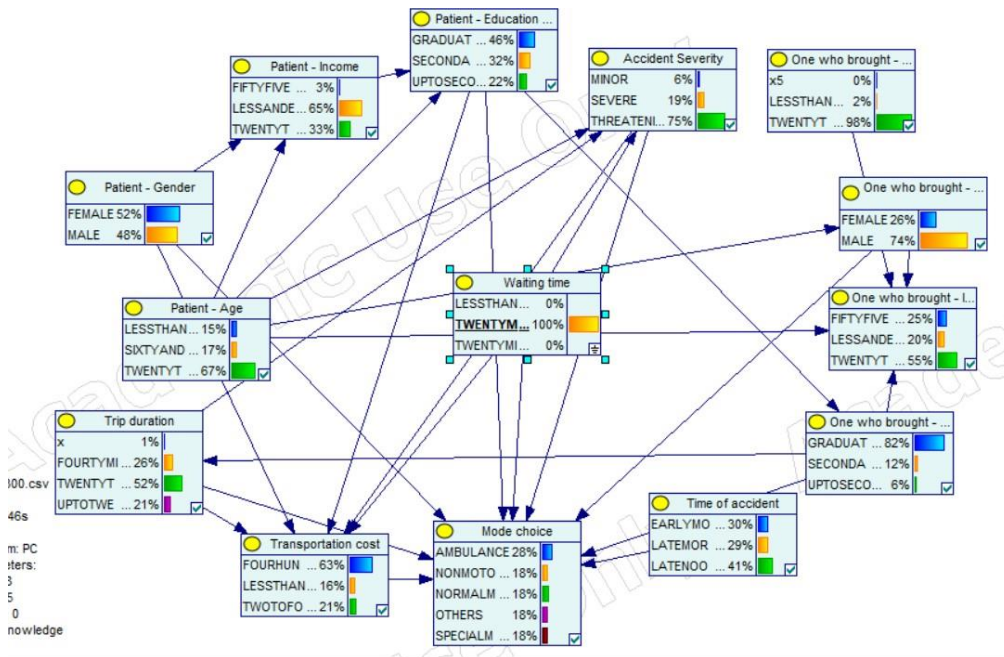 Patient - Education ...
GRADUAT ... 46%
SECONDA ... 32%
UPTOSECO... 22%
Patient - Income
FIFTYFIVE ... 3%
LESSANDE... 65%
TWENTYT ... 33%
Accident Severity
MINOR 6%
SEVERE 19%
THREATENI... 75%
One who brought - ...
x5 0%
LESSTHAN... 2%
TWENTYT ... 98%
Patient - Gender
FEMALE 52%
MALE 48%
One who brought - ...
FEMALE 26%
MALE 74%
Waiting time
LESSTHAN... 0%
TWENTYM... 100%
TWENTYMI... 0%
Patient - Age
LESSTHAN... 15%
SIXTYAND ... 17%
TWENTYT ... 67%
One who brought - I...
FIFTYFIVE ... 25%
LESSANDE... 20%
TWENTYT ... 55%
Trip duration
x 1%
FOURTYMI ... 26%
TWENTYT ... 52%
UPTOTWE ... 21%
One who brought - ...
GRADUAT ... 82%
SECONDA ... 12%
UPTOSECO... 6%
300.csv
46s
m: PC
eters:
3
5
0
nowledge
Transportation cost
FOURHUN ... 63%
LESSTHAN ... 16%
TWOTOFO... 21%
Mode choice
AMBULANCE 28%
NONMOTO ... 18%
NORMALM ... 18%
OTHERS 18%
SPECIALM ... 18%
Time of accident
EARLYMO ... 30%
LATEMOR ... 29%
LATENOO ... 41%
Academic Use Only